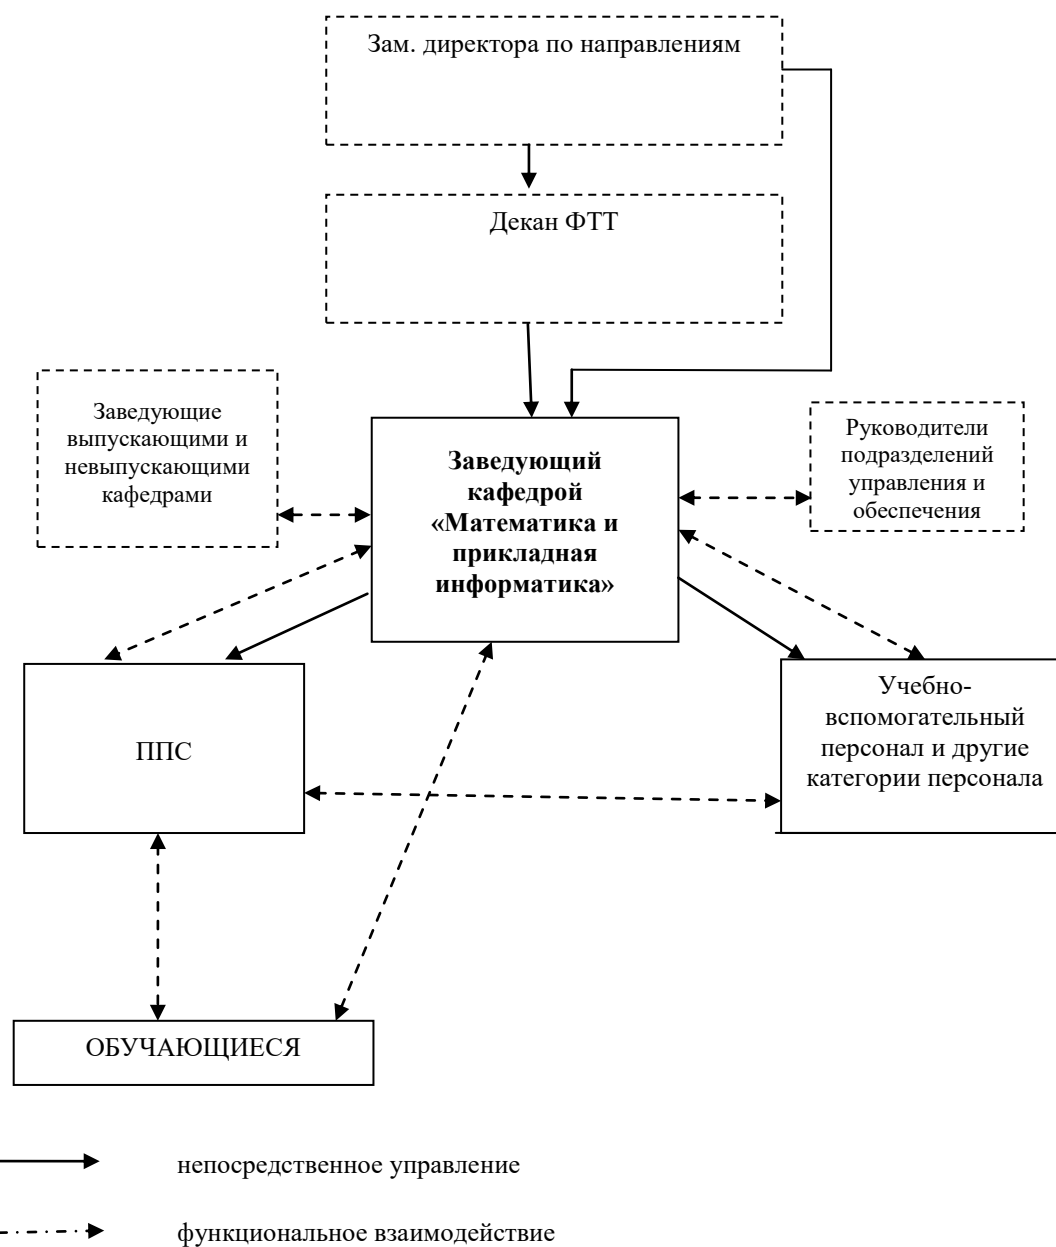 Зам. директора по направлениям
Декан ФТТ
Заведующие
выпускающими и
невыпускающими
кафедрами
Заведующий
кафедрой
«Математика и
прикладная
информатика»
Руководители
подразделений
управления и
обеспечения
ППС
Учебно-
вспомогательный
персонал и другие
категории персонала
ОБУЧАЮЩИЕСЯ
непосредственное управление
функциональное взаимодействие